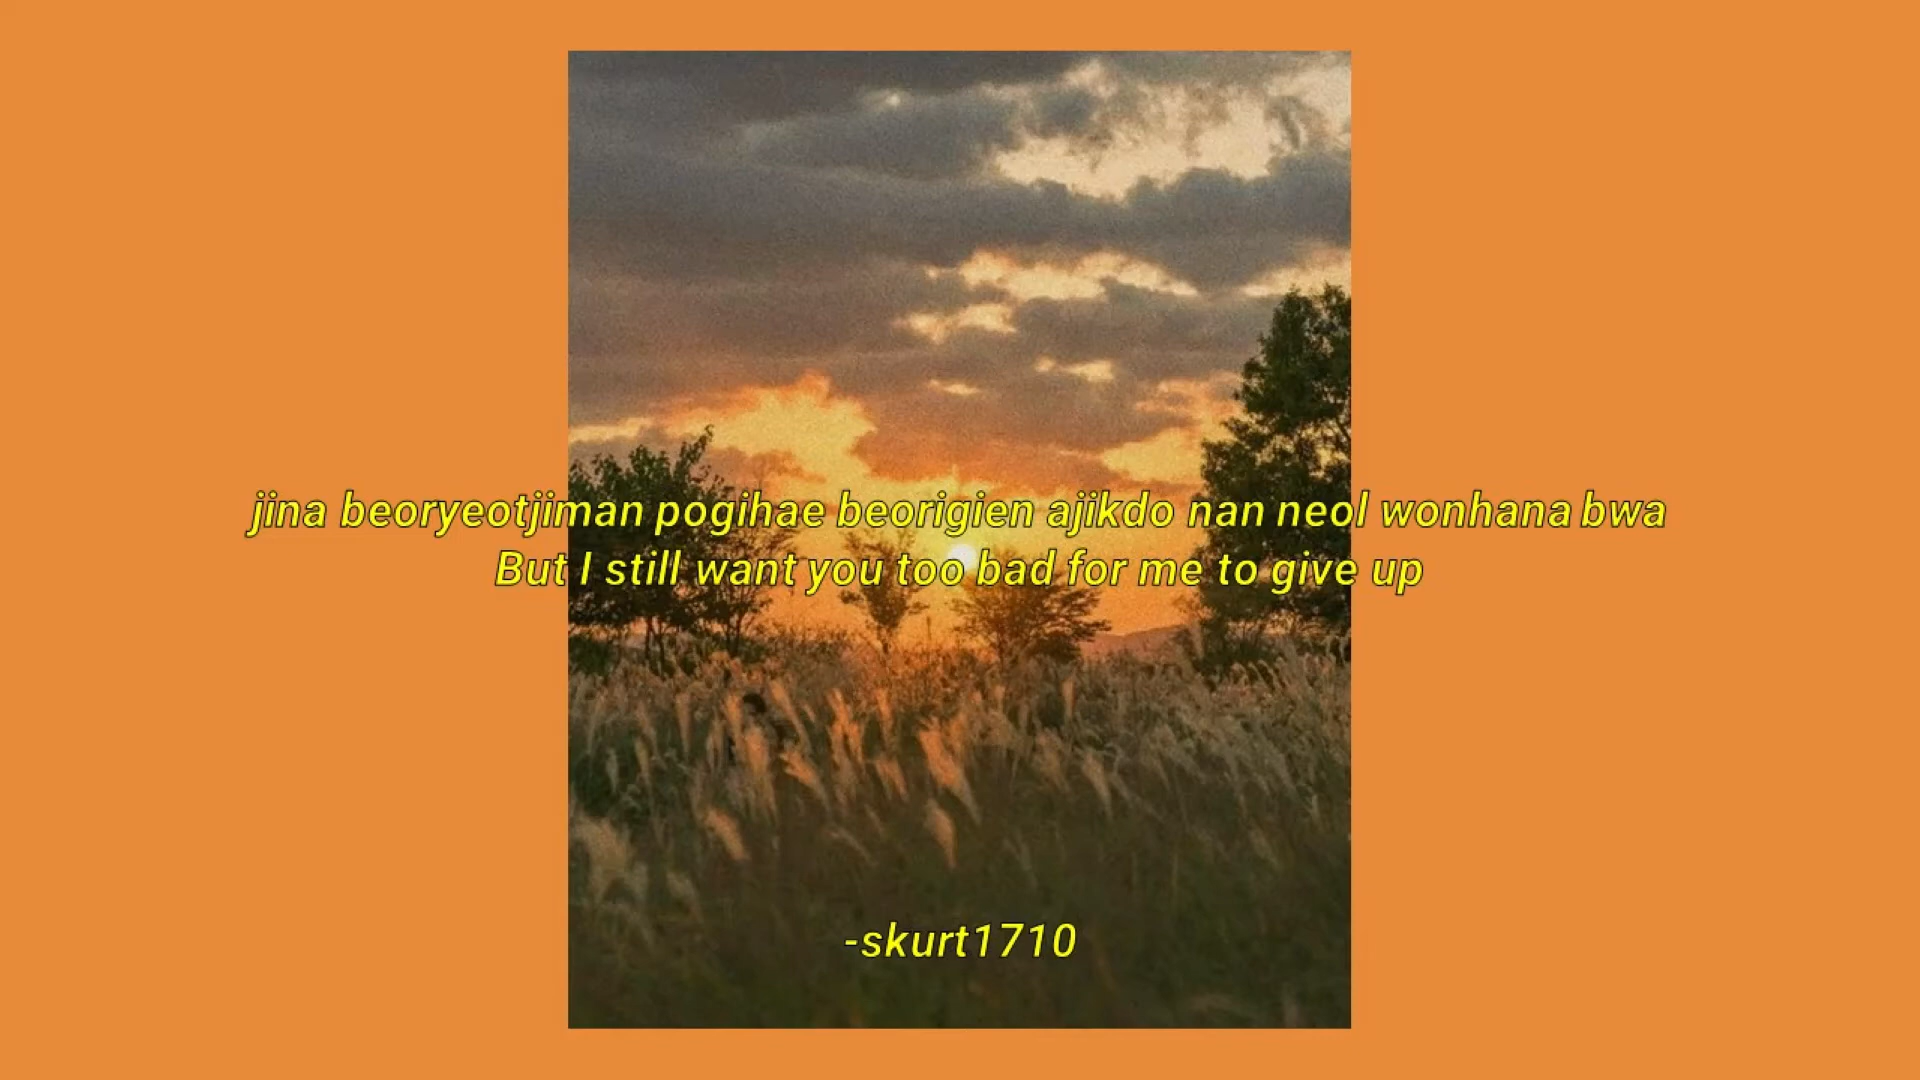 jina beoryeotjiman pogihae beorigien ajikdo nan neol wonhana bwa
But I still want you too bad for me to give up
-skurt1710